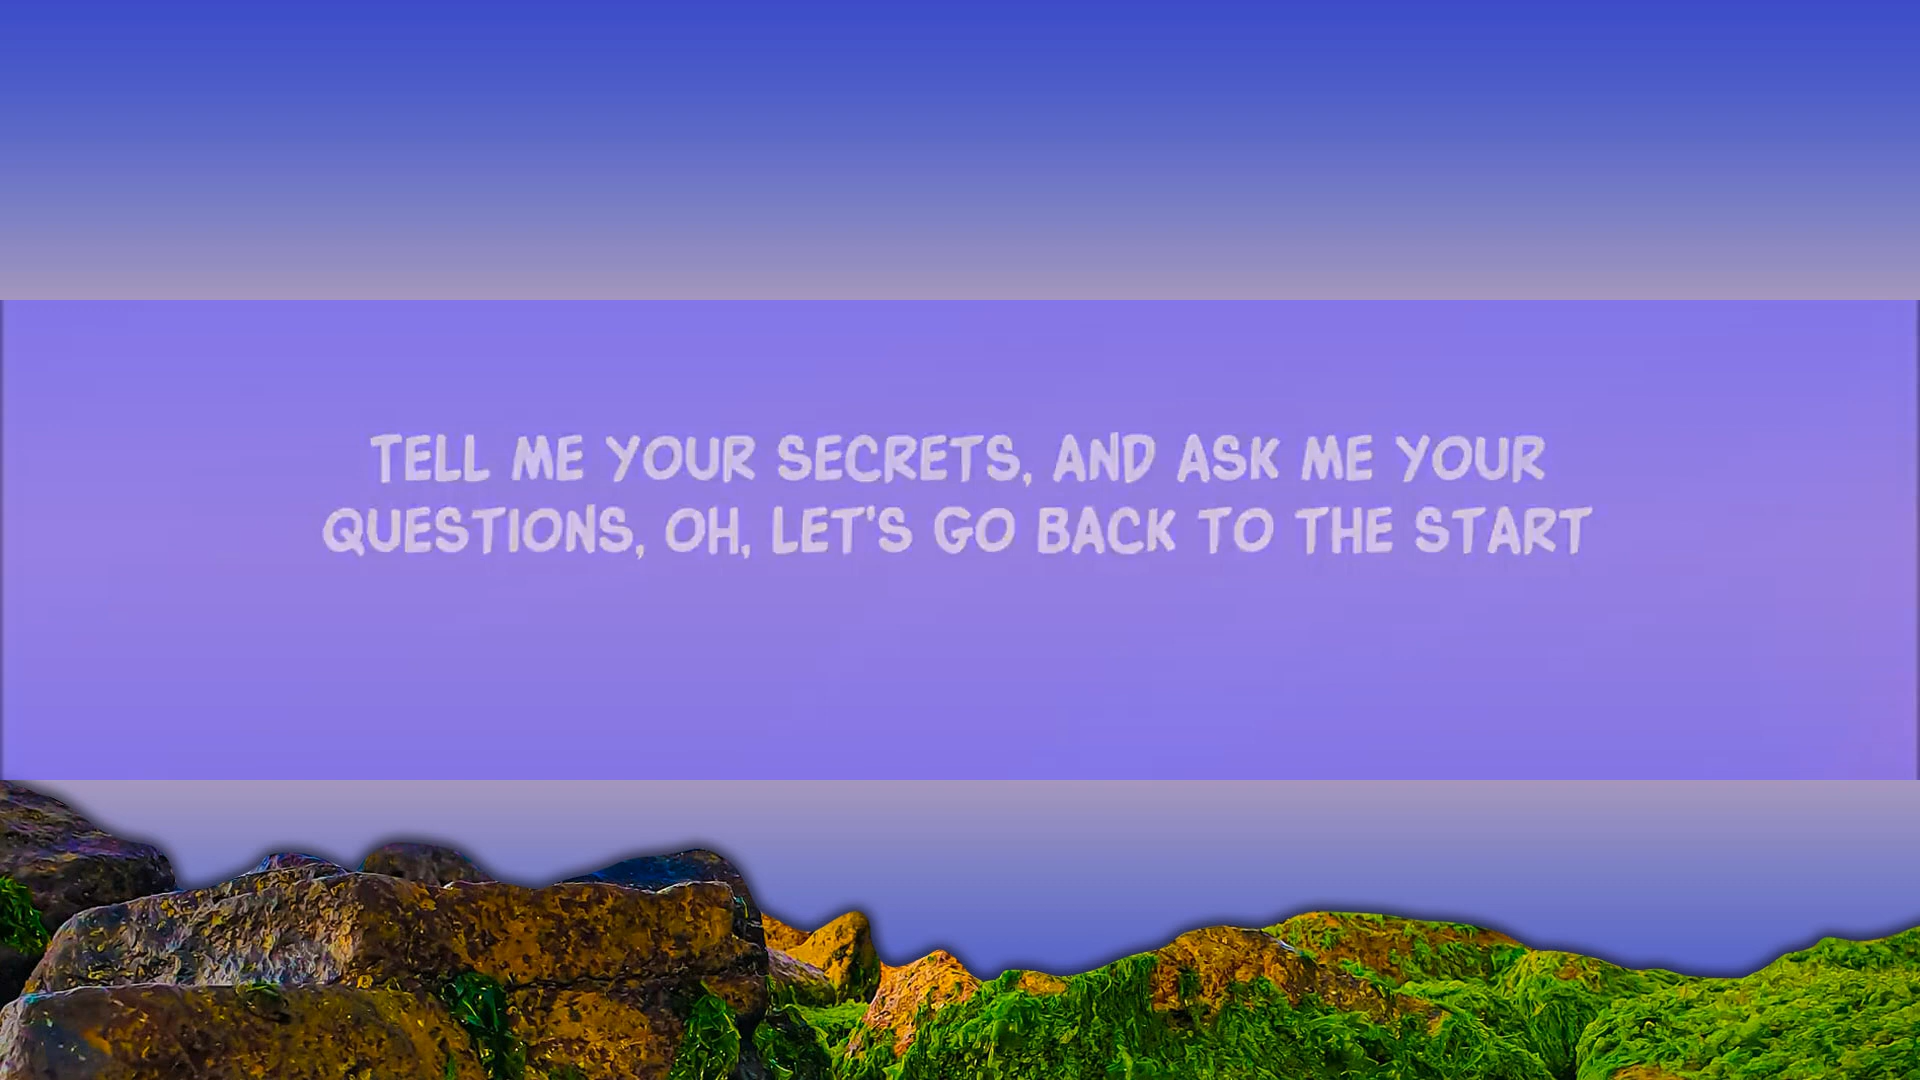 TELL ME YOUR SECRETS, AND ASK ME YOUR
QUESTIONS, OH, LET'S GO BACK TO THE START